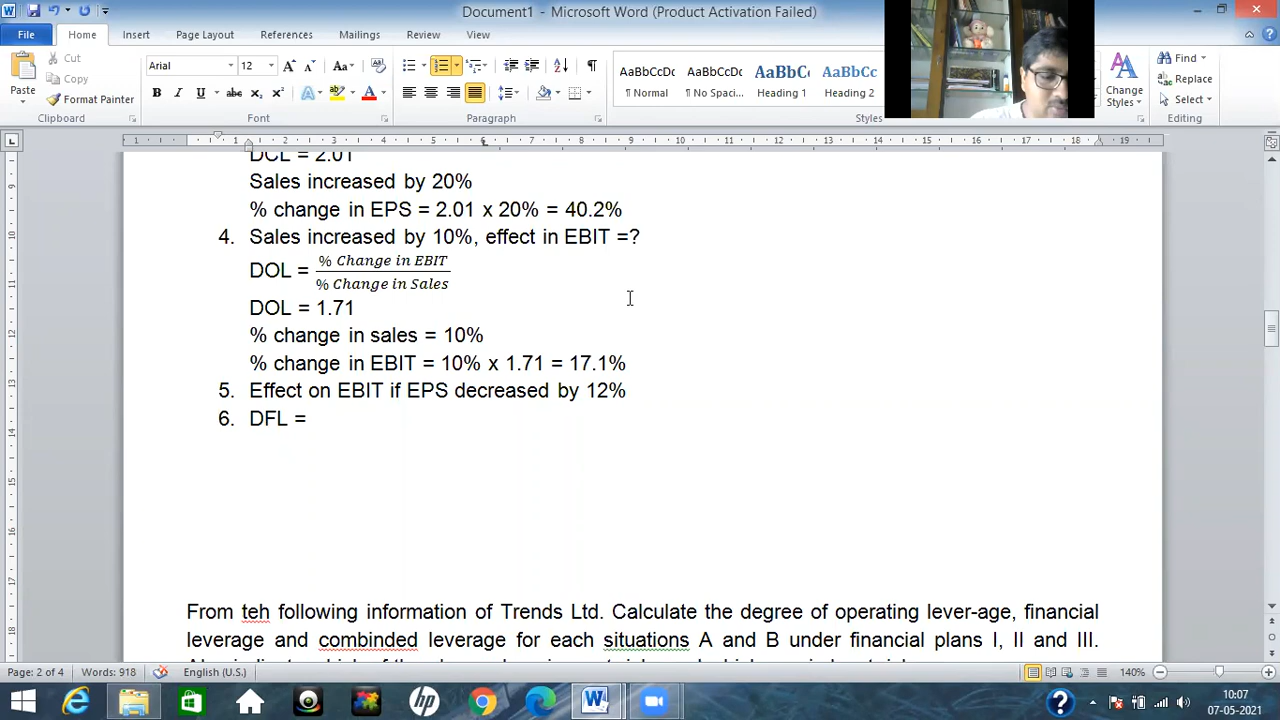 Document1 - Microsoft Word (Product Activation Failed)
File Home Insert Page Layout References Mailings Review View
Cut
Copy
Format Painter
Paste
Clipboard
Arial 12
Font
Paragraph
AaBbCcDc AaBbCcDc AaBbCc AaBbCc
¶ Normal ¶ No Spaci... Heading 1 Heading 2
Styles
Change
Styles
Find
Replace
Select
Editing
DCL = 2.01
Sales increased by 20%
% change in EPS = 2.01 x 20% = 40.2%
4. Sales increased by 10%, effect in EBIT =?
DOL = % Change in EBIT
% Change in Sales
DOL = 1.71
% change in sales = 10%
% change in EBIT = 10% x 1.71 = 17.1%
5. Effect on EBIT if EPS decreased by 12%
6. DFL =
From teh following information of Trends Ltd. Calculate the degree of operating lever-age, financial
leverage and combinded leverage for each situations A and B under financial plans I, II and III.
Page: 2 of 4 Words: 918 English (U.S.) 140%
10:07
07-05-2021